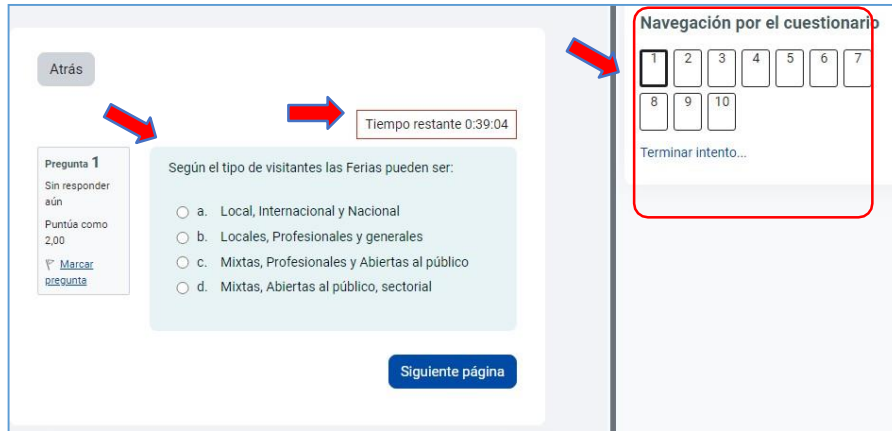 Atrás
Tiempo restante 0:39:04
Pregunta 1
Sin responder
aún
Puntúa como
2,00
Marcar
pregunta
Según el tipo de visitantes las Ferias pueden ser:
a. Local, Internacional y Nacional
b. Locales, Profesionales y generales
c. Mixtas, Profesionales y Abiertas al público
d. Mixtas, Abiertas al público, sectorial
Siguiente página
Navegación por el cuestionario
1 2 3 4 5 6 7
8 9 10
Terminar intento...